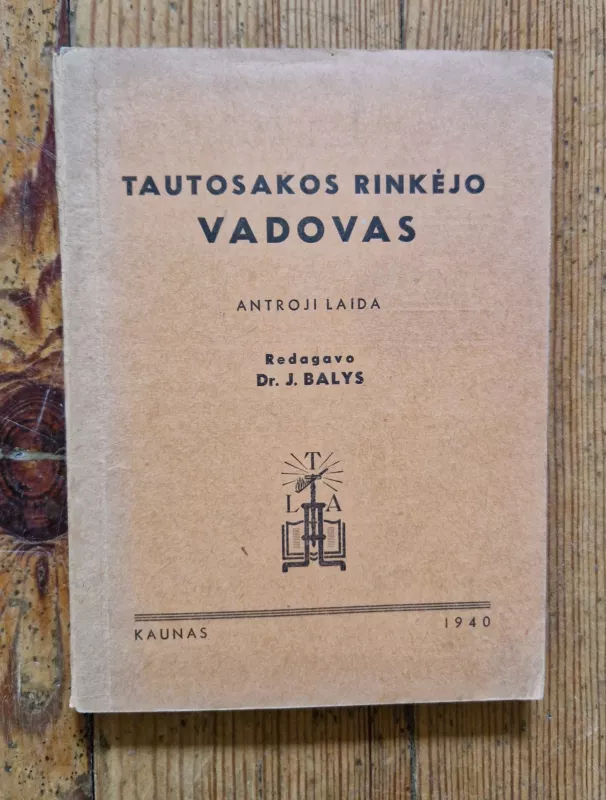 TAUTOSAKOS RINKĖJO
VADOVAS
ANTROJI LAIDA
Redagavo
Dr. J. BALYS
T
L A
KAUNAS 1940